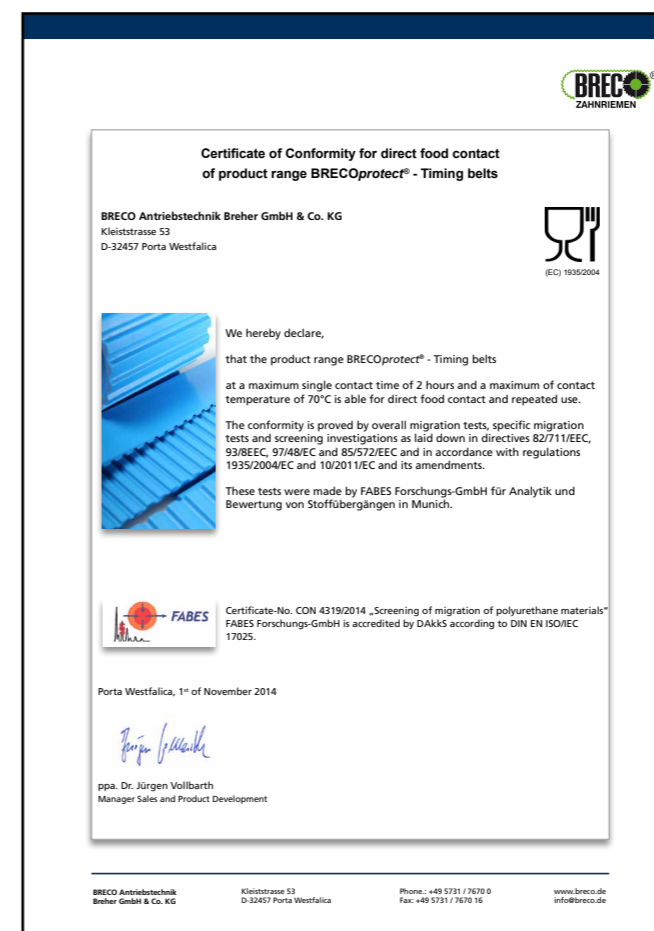 BRECO®
ZAHNRIEMEN
Certificate of Conformity for direct food contact
of product range BRECOprotect® - Timing belts
BRECO Antriebstechnik Breher GmbH & Co. KG
Kleiststrasse 53
D-32457 Porta Westfalica
(EC) 1935/2004
We hereby declare,
that the product range BRECOprotect® - Timing belts
at a maximum single contact time of 2 hours and a maximum of contact
temperature of 70°C is able for direct food contact and repeated use.
The conformity is proved by overall migration tests, specific migration
tests and screening investigations as laid down in directives 82/711/EEC,
93/8EEC, 97/48/EC and 85/572/EEC and in accordance with regulations
1935/2004/EC and 10/2011/EC and its amendments.
These tests were made by FABES Forschungs-GmbH für Analytik und
Bewertung von Stoffübergängen in Munich.
FABES
Certificate-No. CON 4319/2014 „Screening of migration of polyurethane materials"
FABES Forschungs-GmbH is accredited by DAkkS according to DIN EN ISO/IEC
17025.
Porta Westfalica, 1st of November 2014
ppa. Dr. Jürgen Vollbarth
Manager Sales and Product Development
BRECO Antriebstechnik Kleiststrasse 53 Phone.: +49 5731 / 7670 0 www.breco.de
Breher GmbH & Co. KG D-32457 Porta Westfalica Fax: +49 5731 / 7670 16 info@breco.de